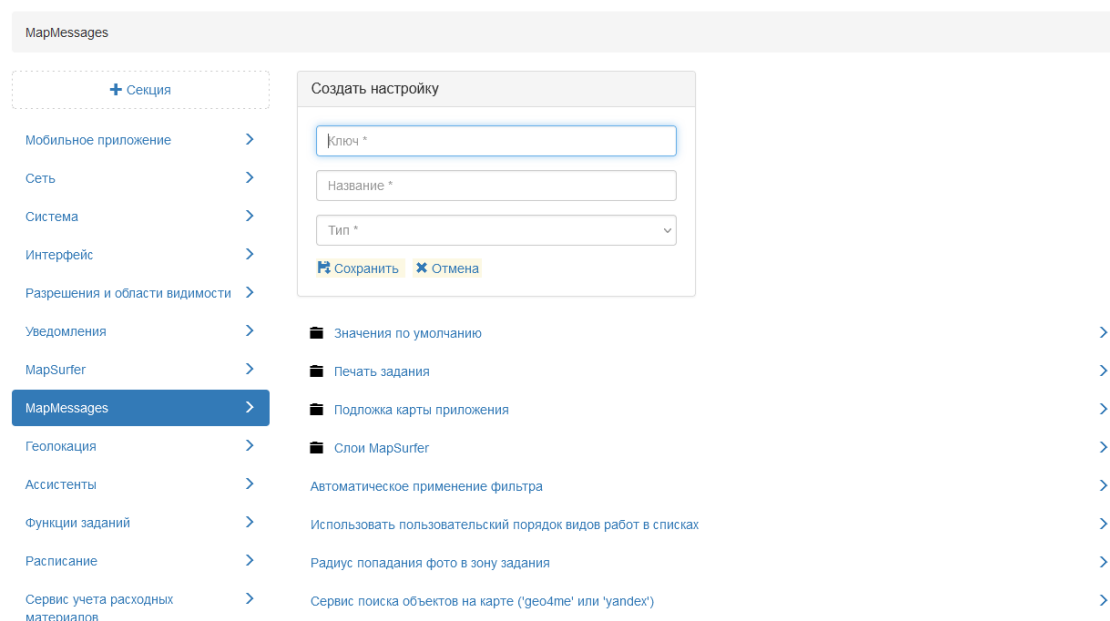 MapMessages
Секция
Мобильное приложение
Сеть
Система
Интерфейс
Разрешения и области видимости
Уведомления
MapSurfer
MapMessages
Геолокация
Ассистенты
Функции заданий
Расписание
Сервис учета расходных
материалов
Создать настройку
Ключ *
Название *
Тип *
Сохранить Отмена
Значения по умолчанию
Печать задания
Подложка карты приложения
Слои MapSurfer
Автоматическое применение фильтра
Использовать пользовательский порядок видов работ в списках
Радиус попадания фото в зону задания
Сервис поиска объектов на карте ('geo4me' или 'yandex')